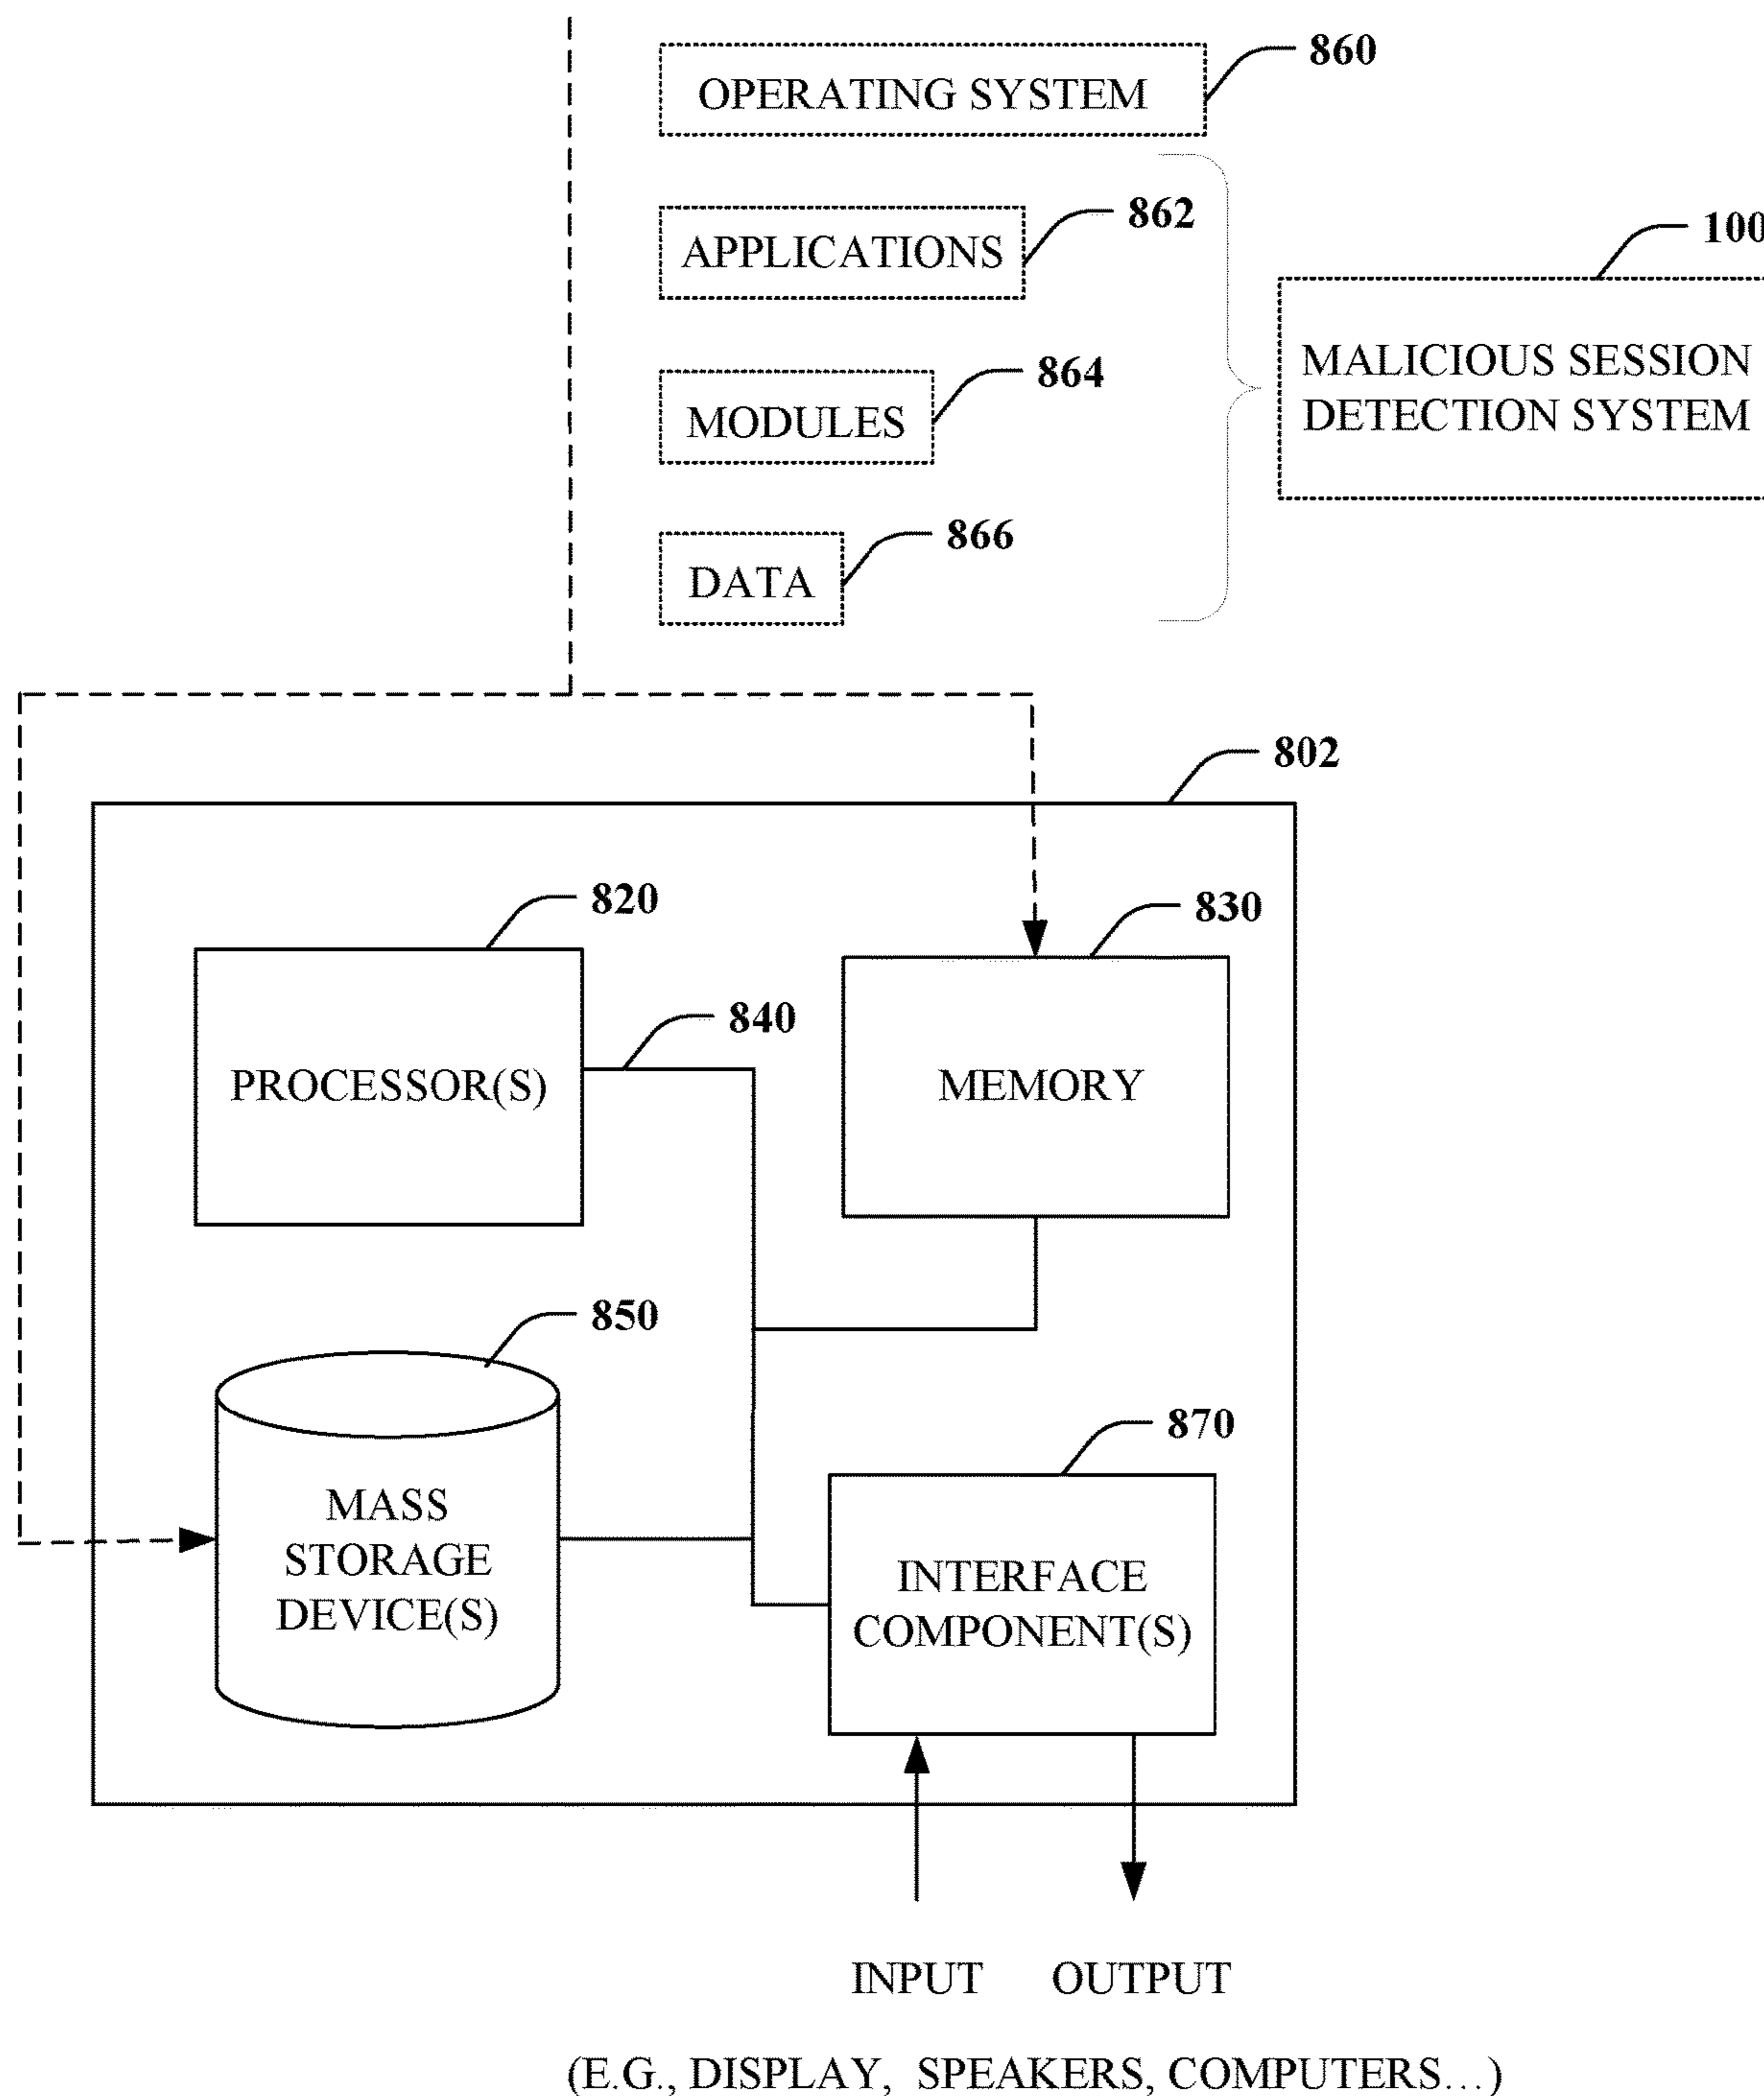 860
OPERATING SYSTEM
862
APPLICATIONS
100
MALICIOUS SESSION
DETECTION SYSTEM
864
MODULES
866
DATA
802
820
830
840
PROCESSOR(S)
MEMORY
850
870
MASS
STORAGE
DEVICE(S)
INTERFACE
COMPONENT(S)
INPUT OUTPUT
(E.G., DISPLAY, SPEAKERS, COMPUTERS...)